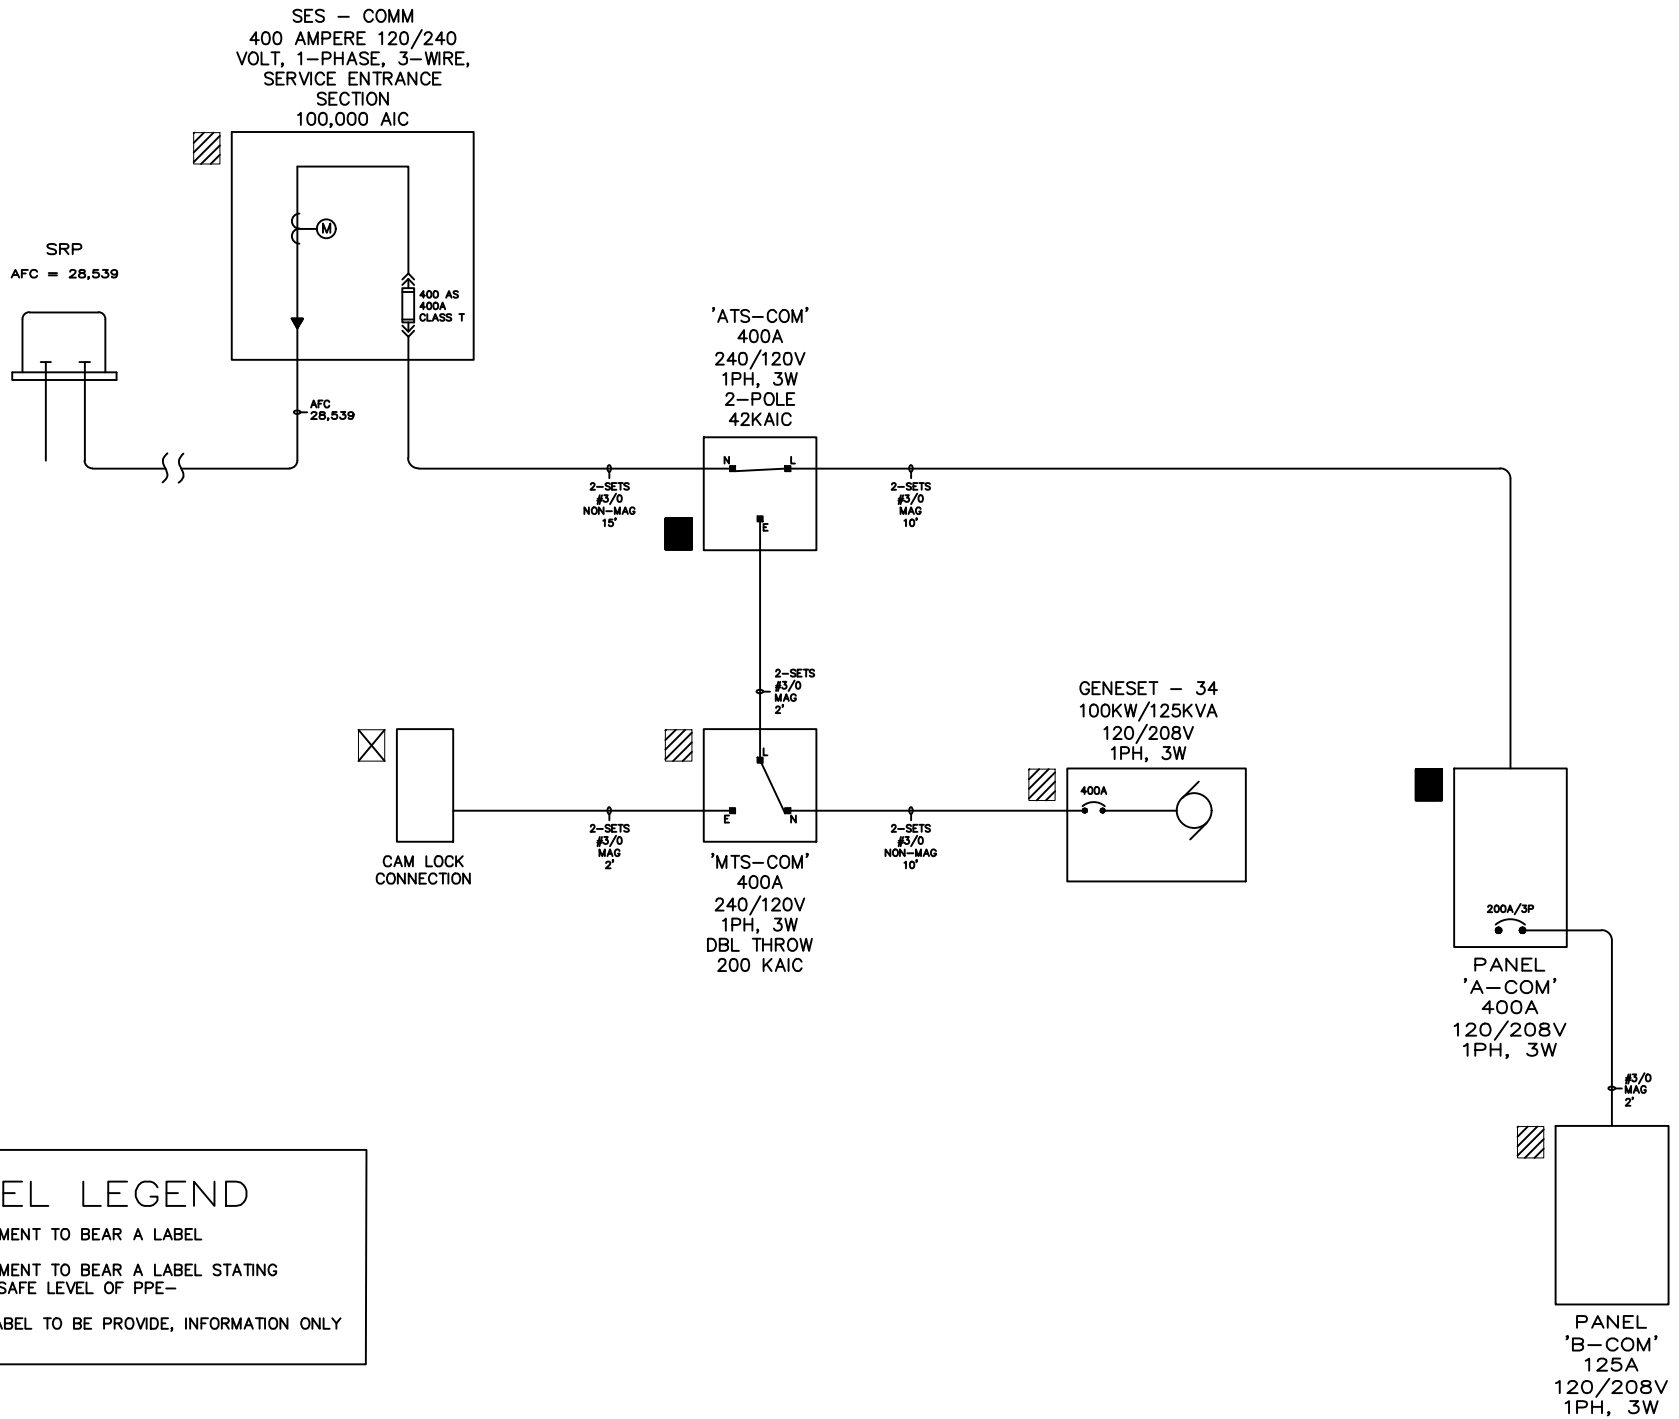 SES - COMM
400 AMPERE 120/240
VOLT, 1-PHASE, 3-WIRE,
SERVICE ENTRANCE
SECTION
100,000 AIC
M
400 AS
400A
CLASS T
SRP
AFC = 28,539
AFC
28,539
'ATS-COM'
400A
240/120V
1PH, 3W
2-POLE
42KAIC
N
L
E
2-SETS
#3/0
NON-MAG
15'
2-SETS
#3/0
MAG
10'
2-SETS
#3/0
MAG
2'
GENESET - 34
100KW/125KVA
120/208V
1PH, 3W
400A
L
E
N
2-SETS
#3/0
MAG
2'
2-SETS
#3/0
NON-MAG
10'
CAM LOCK
CONNECTION
'MTS-COM'
400A
240/120V
1PH, 3W
DBL THROW
200 KAIC
200A/3P
PANEL
'A-COM'
400A
120/208V
1PH, 3W
#3/0
MAG
2'
PANEL
'B-COM'
125A
120/208V
1PH, 3W
EL LEGEND
MENT TO BEAR A LABEL
MENT TO BEAR A LABEL STATING
SAFE LEVEL OF PPE-
ABEL TO BE PROVIDE, INFORMATION ONLY